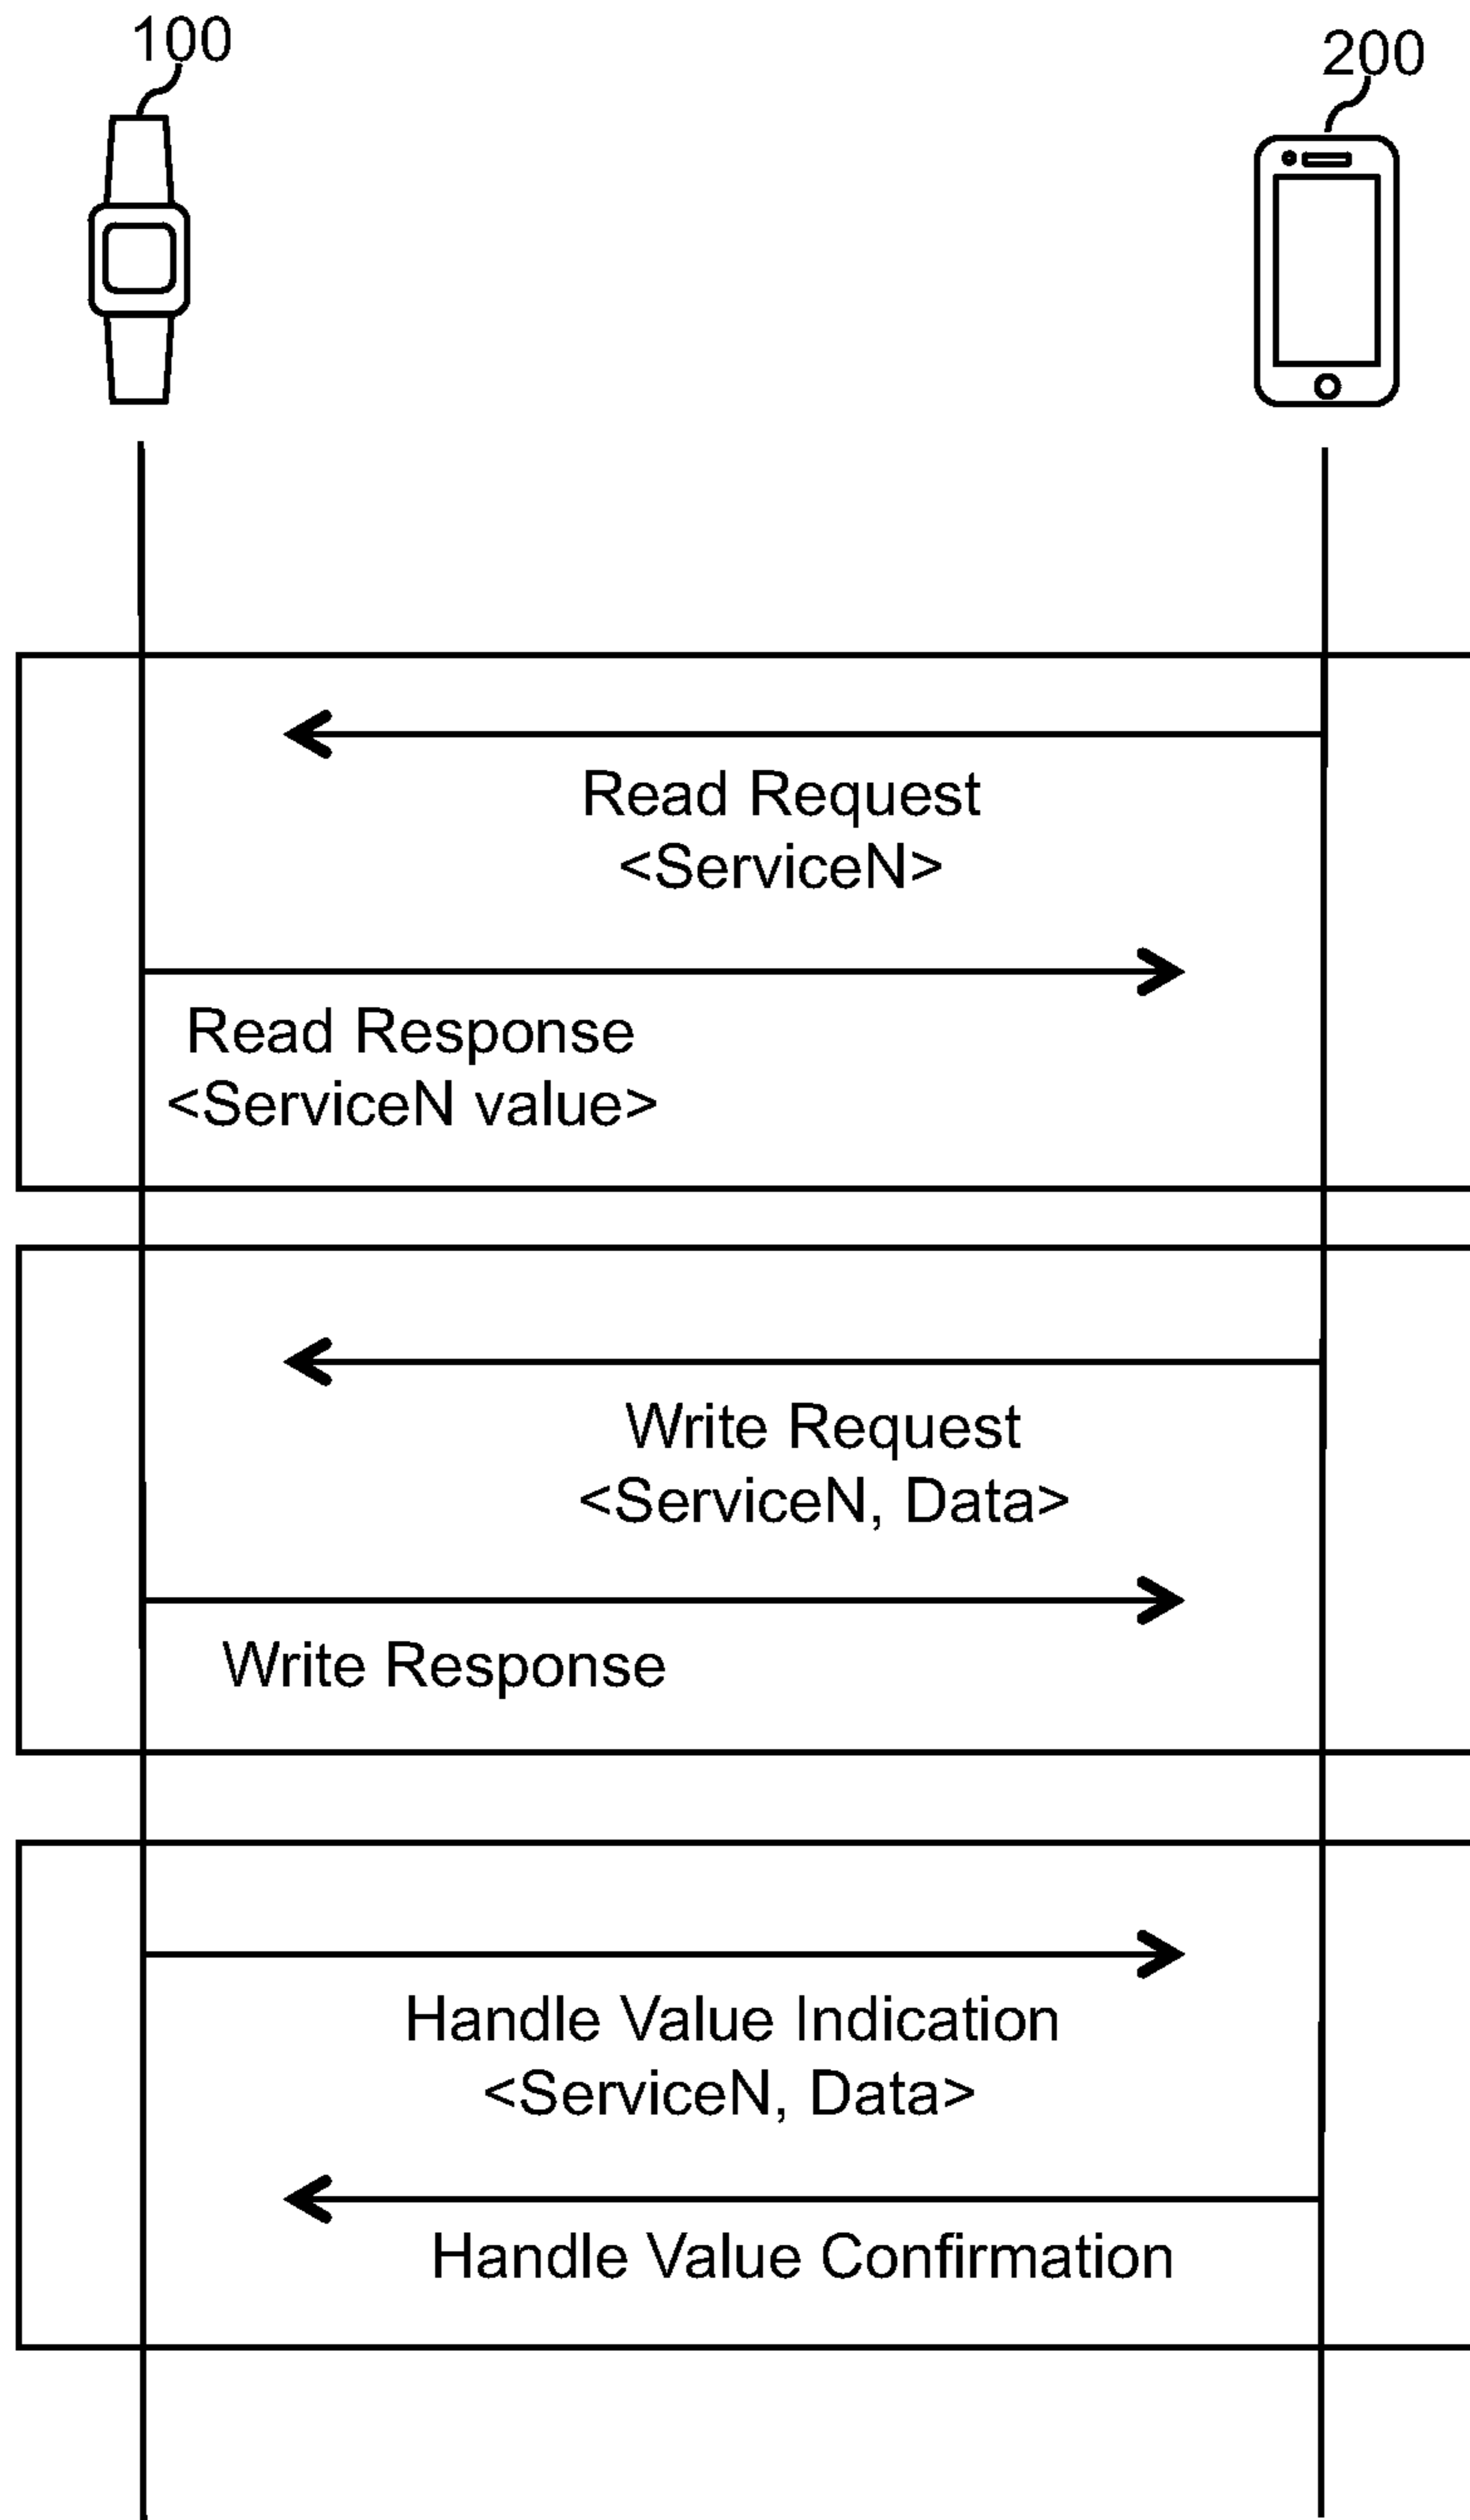 100
200
Read Request
<ServiceN>
Read Response
<ServiceN value>
Write Request
<ServiceN, Data>
Write Response
Handle Value Indication
<ServiceN, Data>
Handle Value Confirmation